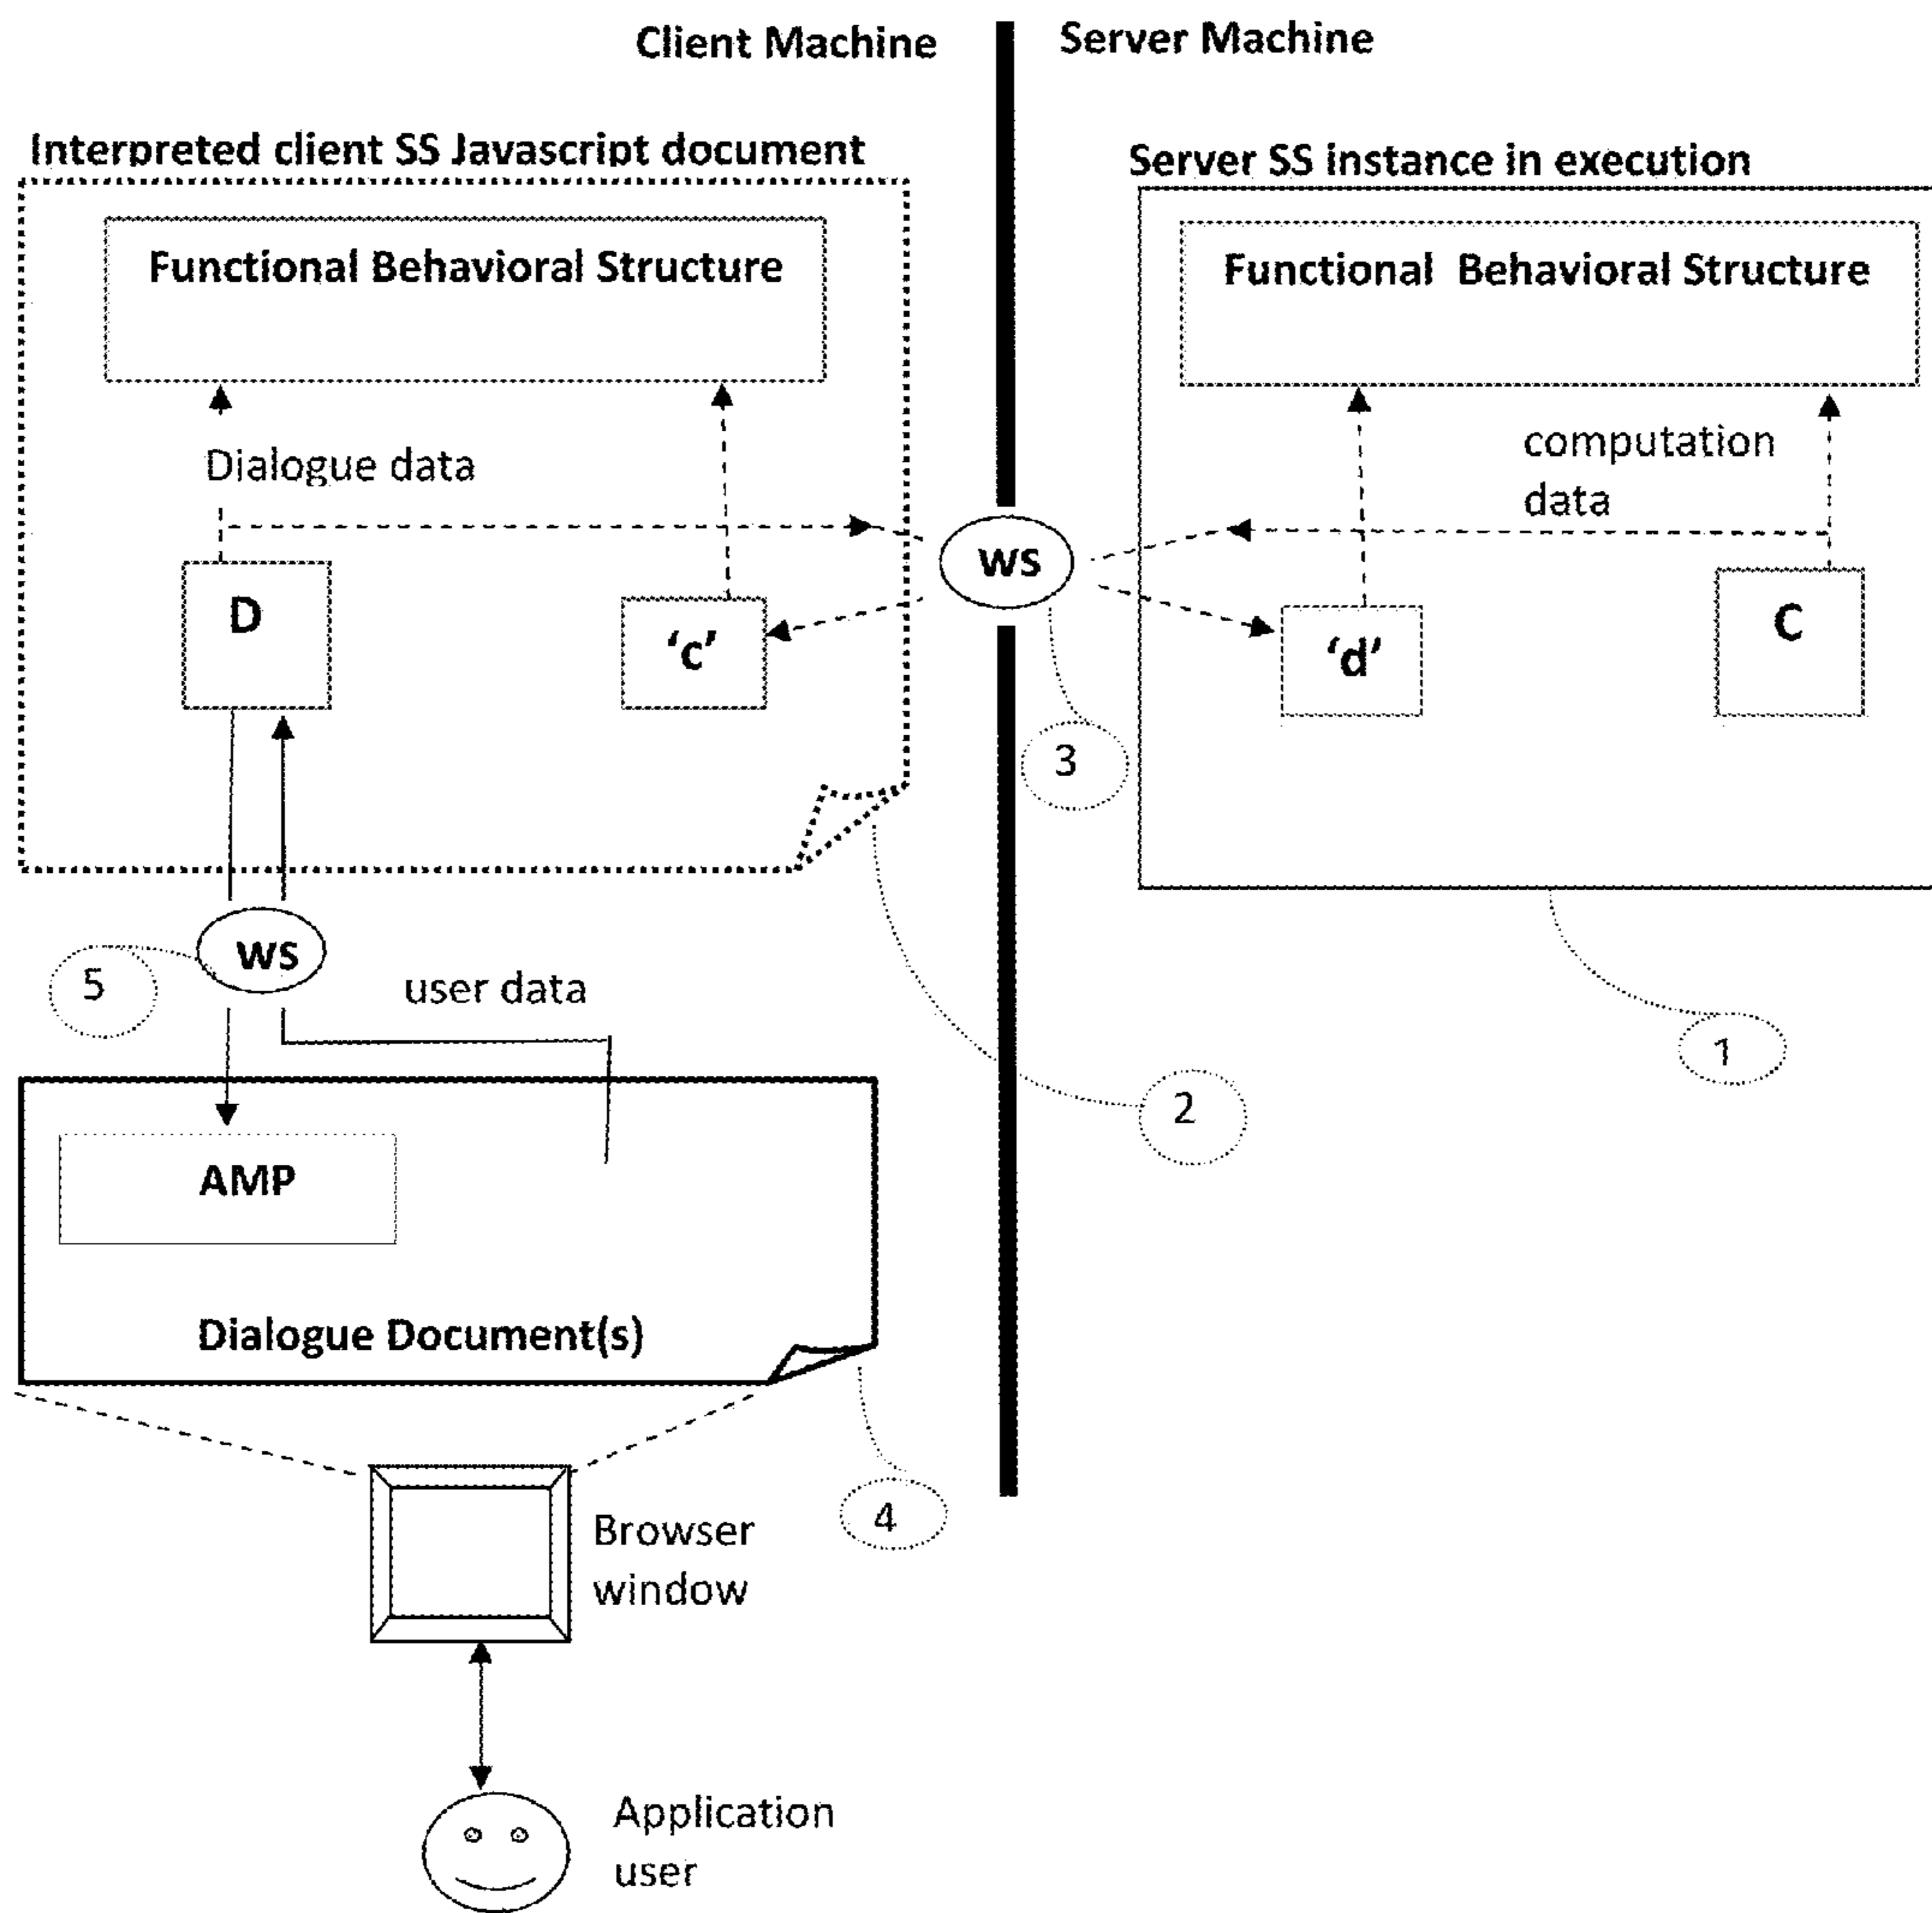 Client Machine
Server Machine
Interpreted client SS Javascript document
Server SS instance in execution
Functional Behavioral Structure
Functional Behavioral Structure
Dialogue data
computation
data
WS
D
'c'
'd'
C
3
WS
5
user data
1
2
AMP
Dialogue Document(s)
4
Browser
window
Application
user